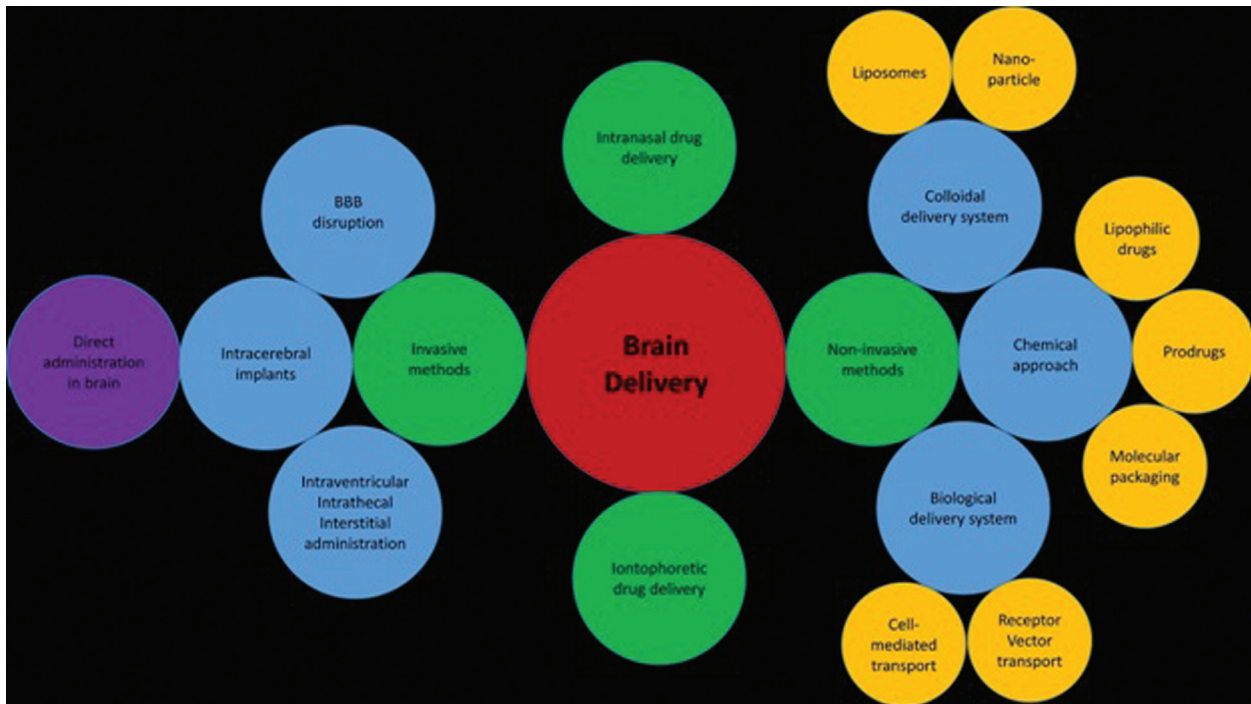 Liposomes
Nano-
particle
Intranasal drug
delivery
BBB
disruption
Colloidal
delivery system
Lipophilic
drugs
Direct
administration
in brain
Intracerebral
implants
Invasive
methods
Brain
Delivery
Non-invasive
methods
Chemical
approach
Prodrugs
Molecular
packaging
Intraventricular
Intrathecal
Interstitial
administration
Biological
delivery system
Iontophoretic
drug delivery
Cell-
mediated
transport
Receptor
Vector
transport